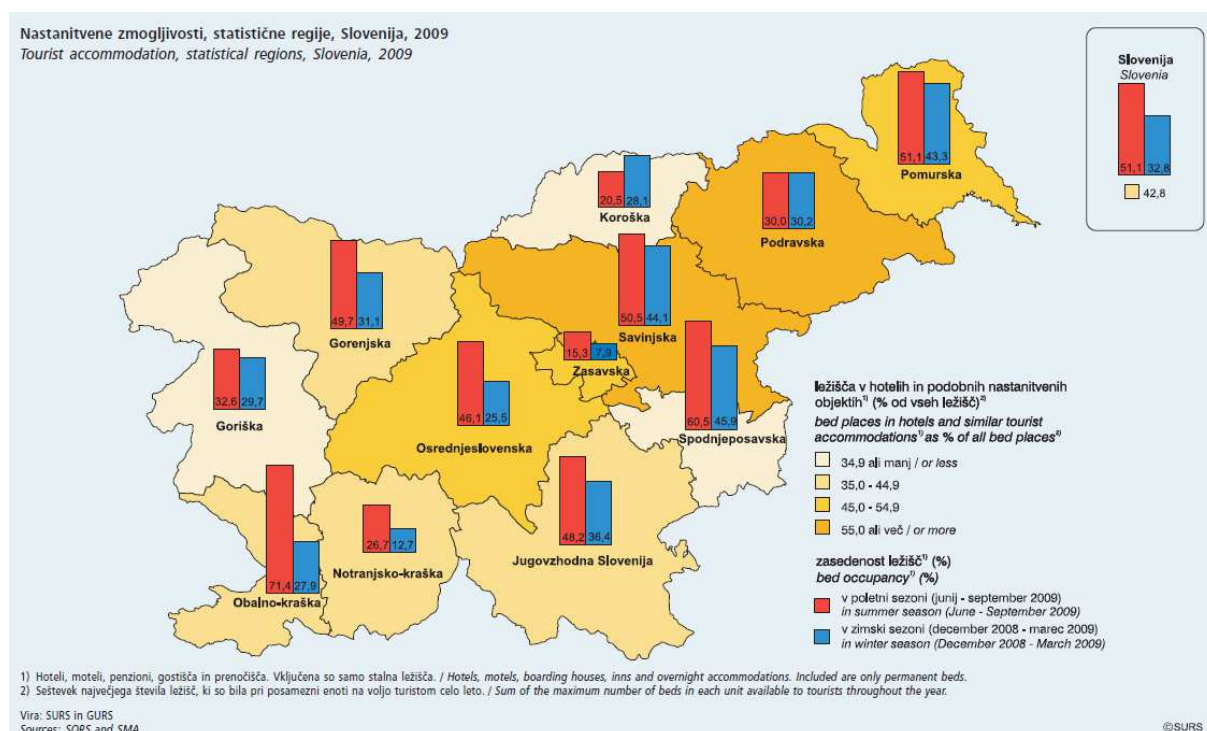 Nastanitvene zmogljivosti, statistične regije, Slovenija, 2009
Tourist accommodation, statistical regions, Slovenia, 2009
Slovenija
Slovenia
51,1 32,8
42,8
51,1 43,3
Pomurska
20,5 28,1
Koroška
30,0 30,2
Podravska
49,7 31,1
Gorenjska
50,5 44,1
Savinjska
15,3 7,9
Zasavska
32,6 29,7
Goriška
46,1 25,5
Osrednjeslovenska
60,5 45,9
Spodnjeposavska
71,4 27,9
Obalno-kraška
26,7 12,7
Notranjsko-kraška
48,2 36,4
Jugovzhodna Slovenija
ležišča v hotelih in podobnih nastanitvenih
objektih1) (% od vseh ležišč)2)
bed places in hotels and similar tourist
accommodations1) as % of all bed places2)
34,9 ali manj / or less
35,0 - 44,9
45,0 - 54,9
55,0 ali več / or more
zasedenost ležišč1) (%)
bed occupancy1) (%)
v poletni sezoni (junij - september 2009)
in summer season (June - September 2009)
v zimski sezoni (december 2008 - marec 2009)
in winter season (December 2008 - March 2009)
1) Hoteli, moteli, penzioni, gostišča in prenočišča. Vključena so samo stalna ležišča. / Hotels, motels, boarding houses, inns and overnight accommodations. Included are only permanent beds.
2) Seštevek največjega števila ležišč, ki so bila pri posamezni enoti na voljo turistom celo leto. / Sum of the maximum number of beds in each unit available to tourists throughout the year.
Vira: SURS in GURS
Sources: SORS and SMA
©SURS